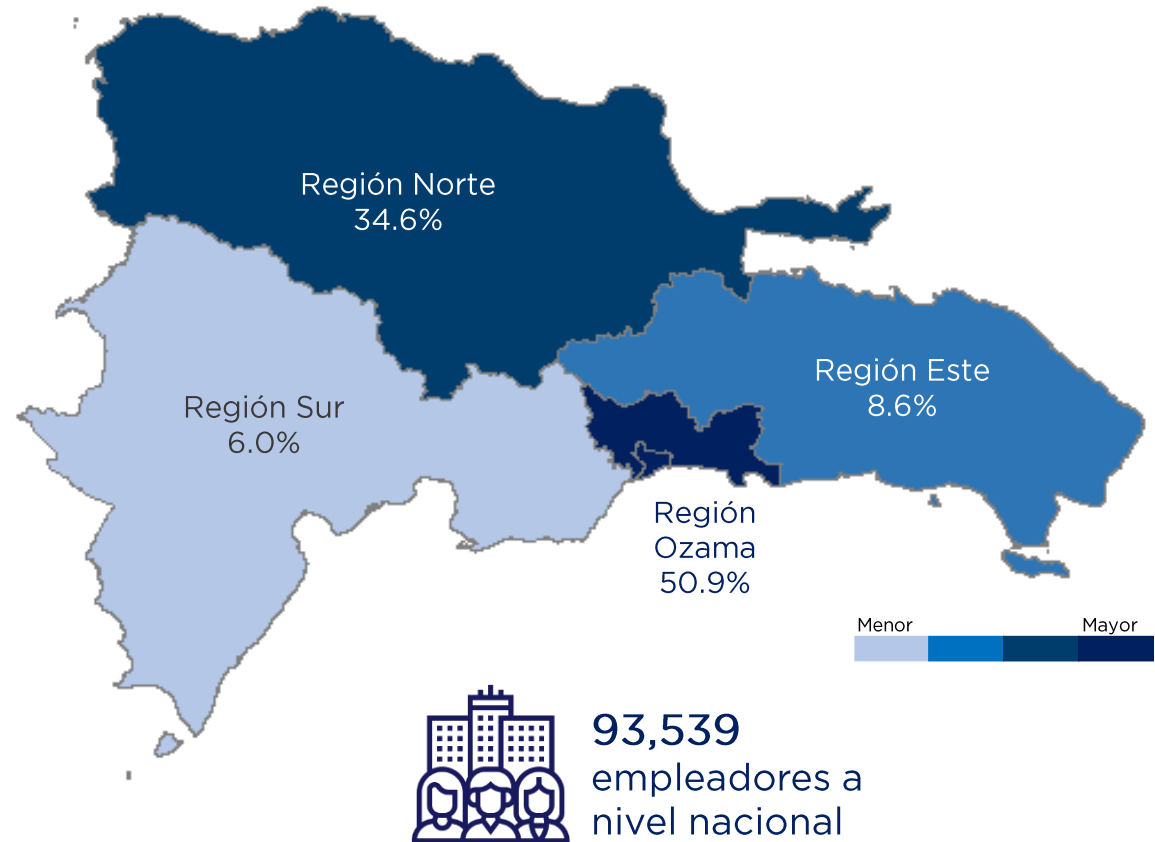 Región Norte
34.6%
Región Este
8.6%
Región Sur
6.0%
Región
Ozama
50.9%
Menor
Mayor
93,539
empleadores a
nivel nacional